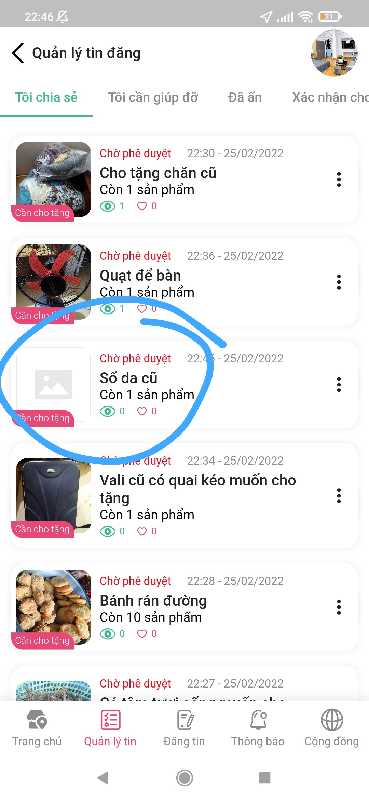 22:46
31
Quản lý tin đăng
Tôi chia sẻ Tôi cần giúp đỡ Đã ẩn Xác nhận cho
Chờ phê duyệt 22:30 - 25/02/2022
Cho tặng chăn cũ
Còn 1 sản phẩm
Cần cho tặng
1 0
Chờ phê duyệt 22:36 - 25/02/2022
Quạt để bàn
Còn 1 sản phẩm
Cần cho tặng
1 0
Chờ phê duyệt 22:45 - 25/02/2022
Sổ da cũ
Còn 1 sản phẩm
Cần cho tặng
0 0
Chờ phê duyệt 22:34 - 25/02/2022
Vali cũ có quai kéo muốn cho
tặng
Còn 1 sản phẩm
Cần cho tặng
0 0
Chờ phê duyệt 22:28 - 25/02/2022
Bánh rán đường
Còn 10 sản phẩm
Cần cho tặng
0 0
Chờ phê duyệt 22:27 - 25/02/2022
Trang chủ Quản lý tin Đăng tin Thông báo Cộng đồng